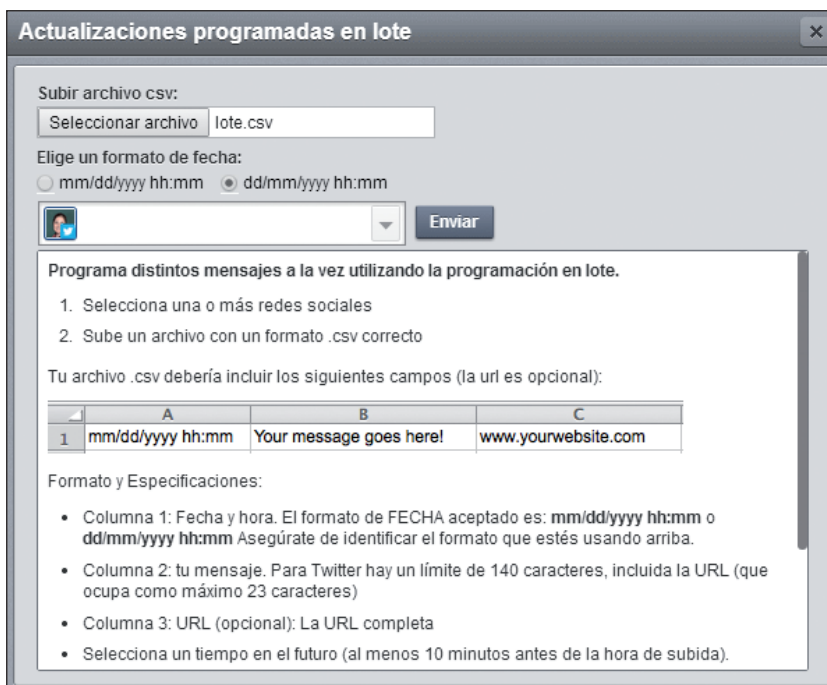 Actualizaciones programadas en lote
Subir archivo csv:
Seleccionar archivo lote.csv
Elige un formato de fecha:
mm/dd/yyyy hh:mm dd/mm/yyyy hh:mm
Enviar
Programa distintos mensajes a la vez utilizando la programación en lote.
1. Selecciona una o más redes sociales
2. Sube un archivo con un formato .csv correcto
Tu archivo .csv debería incluir los siguientes campos (la url es opcional):
A B C
1 mm/dd/yyyy hh:mm Your message goes here! www.yourwebsite.com
Formato y Especificaciones:
• Columna 1: Fecha y hora. El formato de FECHA aceptado es: mm/dd/yyyy hh:mm o
dd/mm/yyyy hh:mm Asegúrate de identificar el formato que estés usando arriba.
• Columna 2: tu mensaje. Para Twitter hay un límite de 140 caracteres, incluida la URL (que
ocupa como máximo 23 caracteres)
• Columna 3: URL (opcional): La URL completa
• Selecciona un tiempo en el futuro (al menos 10 minutos antes de la hora de subida).